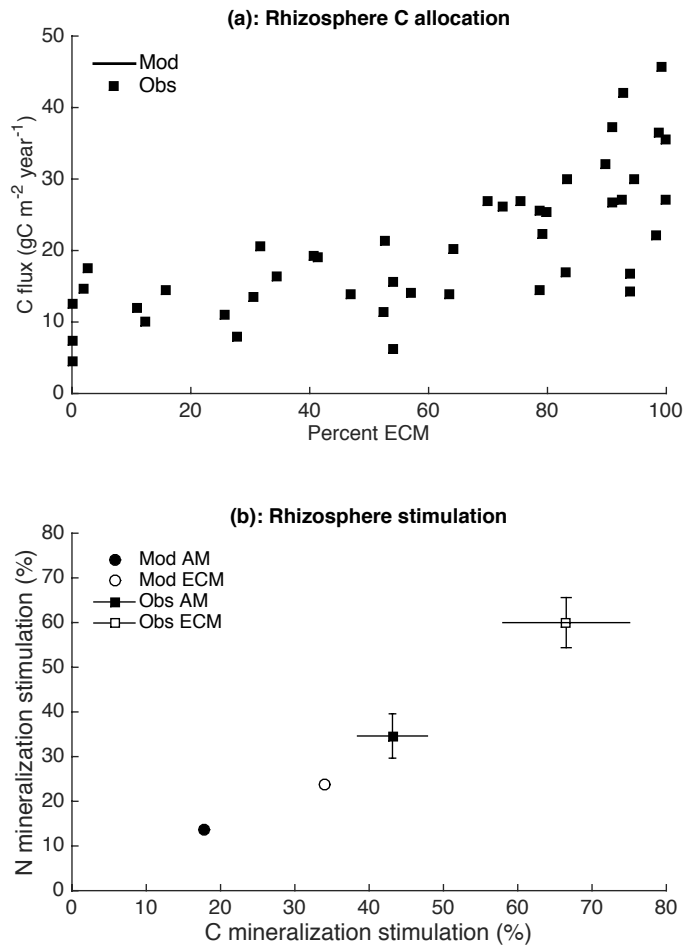 (a): Rhizosphere C allocation
50
40
30
20
10
0
Mod
Obs
C flux (gC m⁻² year⁻¹)
0 20 40 60 80 100
Percent ECM
(b): Rhizosphere stimulation
80
70
60
50
40
30
20
10
0
Mod AM
Mod ECM
Obs AM
Obs ECM
N mineralization stimulation (%)
0 10 20 30 40 50 60 70 80
C mineralization stimulation (%)